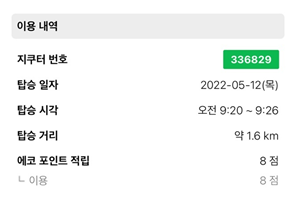 이용 내역
지쿠터 번호 336829
탑승 일자 2022-05-12(목)
탑승 시각 오전 9:20 ~ 9:26
탑승 거리 약 1.6 km
에코 포인트 적립 8 점
ㄴ 이용 8 점